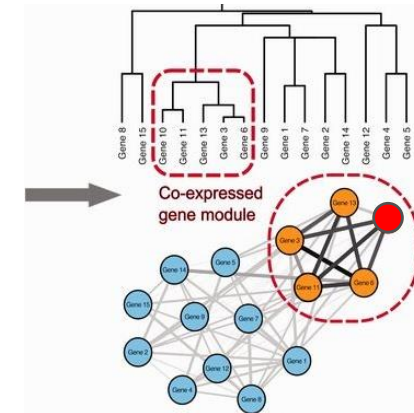 Gene 8
Gene 15
Gene 10
Gene 11
Gene 13
Gene 3
Gene 6
Gene 9
Gene 1
Gene 7
Gene 2
Gene 14
Gene 12
Gene 4
Gene 5
Co-expressed
gene module
Gene 13
Gene 3
Gene 5
Gene 14
Gene 6
Gene 11
Gene 15
Gene 9
Gene 7
Gene 2
Gene 1
Gene 12
Gene 4
Gene 8